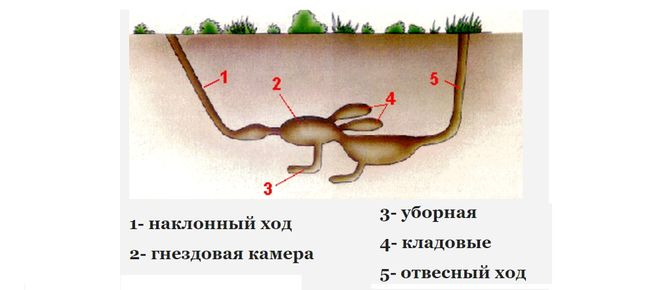 1
2
3
4
5
1- наклонный ход
2- гнездовая камера
3- уборная
4- кладовые
5- отвесный ход